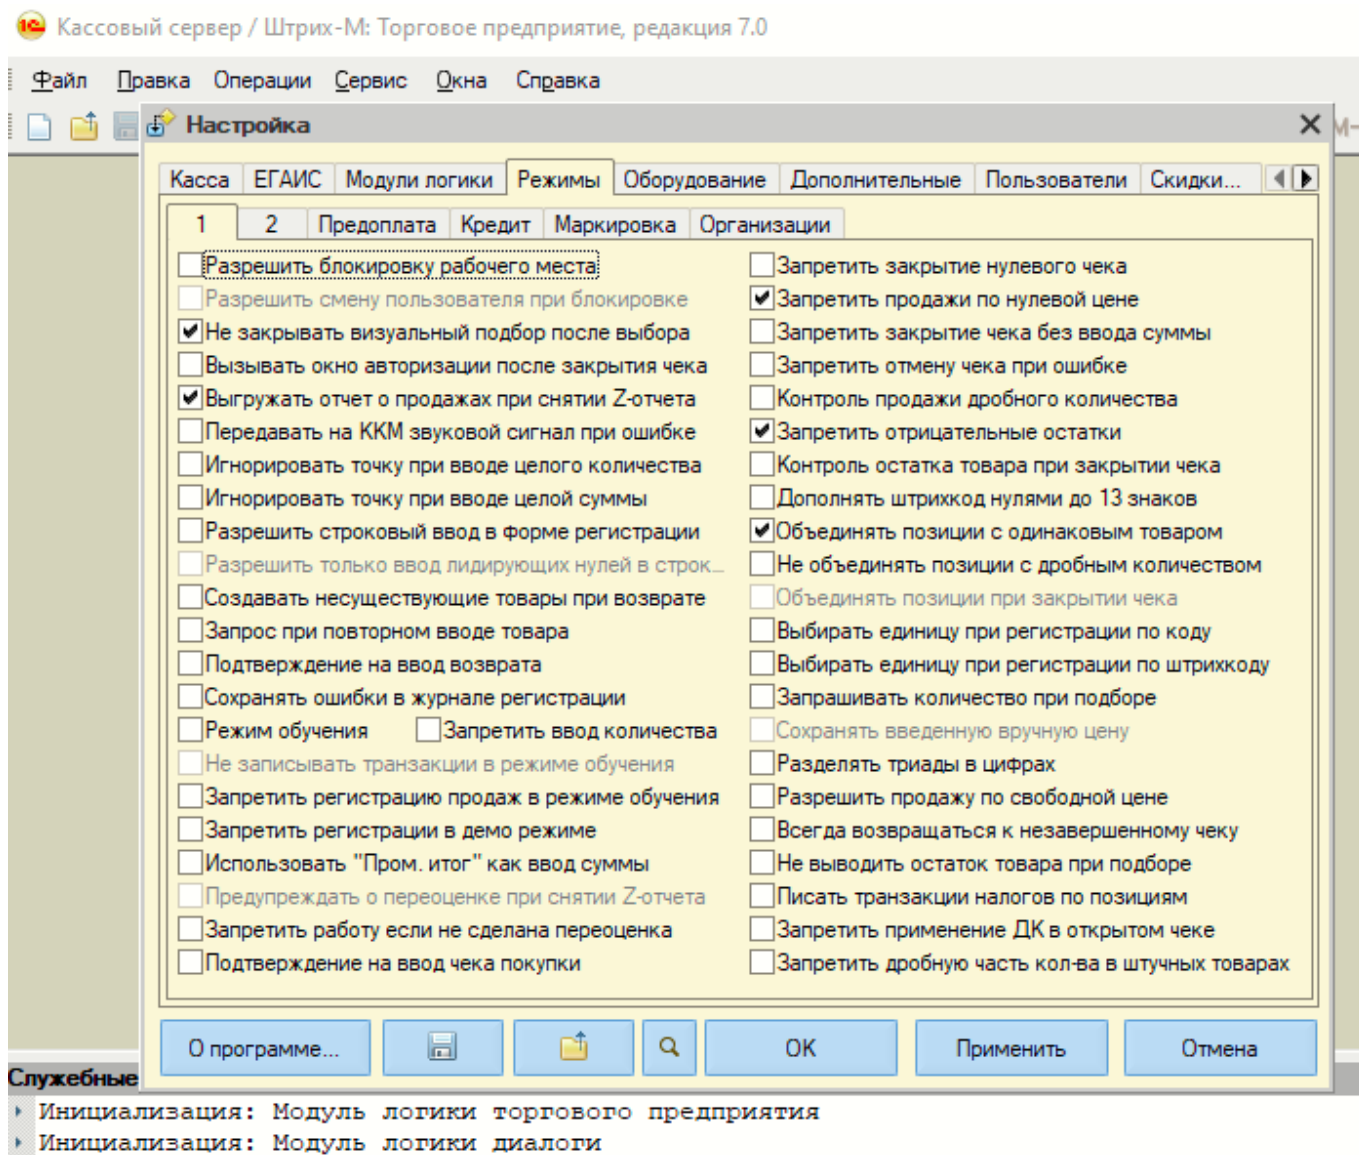 Кассовый сервер / Штрих-М: Торговое предприятие, редакция 7.0
Файл Правка Операции Сервис Окна Справка
Настройка
М-
Касса ЕГАИС Модули логики Режимы Оборудование Дополнительные Пользователи Скидки...
1 2 Предоплата Кредит Маркировка Организации
Разрешить блокировку рабочего места
Разрешить смену пользователя при блокировке
Не закрывать визуальный подбор после выбора
Вызывать окно авторизации после закрытия чека
Выгружать отчет о продажах при снятии Z-отчета
Передавать на ККМ звуковой сигнал при ошибке
Игнорировать точку при вводе целого количества
Игнорировать точку при вводе целой суммы
Разрешить строковый ввод в форме регистрации
Разрешить только ввод лидирующих нулей в строк...
Создавать несуществующие товары при возврате
Запрос при повторном вводе товара
Подтверждение на ввод возврата
Сохранять ошибки в журнале регистрации
Режим обучения Запретить ввод количества
Не записывать транзакции в режиме обучения
Запретить регистрацию продаж в режиме обучения
Запретить регистрации в демо режиме
Использовать "Пром. итог" как ввод суммы
Предупреждать о переоценке при снятии Z-отчета
Запретить работу если не сделана переоценка
Подтверждение на ввод чека покупки
Запретить закрытие нулевого чека
Запретить продажи по нулевой цене
Запретить закрытие чека без ввода суммы
Запретить отмену чека при ошибке
Контроль продажи дробного количества
Запретить отрицательные остатки
Контроль остатка товара при закрытии чека
Дополнять штрихкод нулями до 13 знаков
Объединять позиции с одинаковым товаром
Не объединять позиции с дробным количеством
Объединять позиции при закрытии чека
Выбирать единицу при регистрации по коду
Выбирать единицу при регистрации по штрихкоду
Запрашивать количество при подборе
Сохранять введенную вручную цену
Разделять триады в цифрах
Разрешить продажу по свободной цене
Всегда возвращаться к незавершенному чеку
Не выводить остаток товара при подборе
Писать транзакции налогов по позициям
Запретить применение ДК в открытом чеке
Запретить дробную часть кол-ва в штучных товарах
О программе... OK Применить Отмена
Служебные
Инициализация: Модуль логики торгового предприятия
Инициализация: Модуль логики диалоги